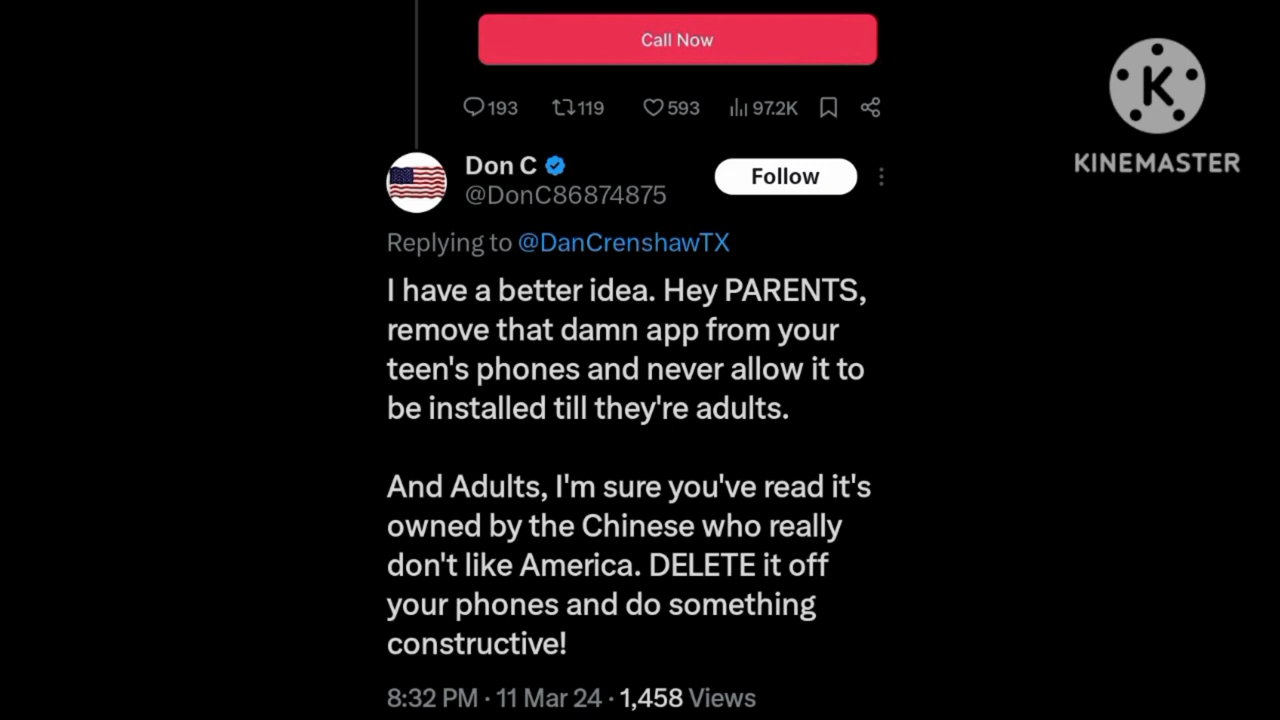 Call Now
193 119 593 97.2K
Don C
@DonC86874875
Follow
Replying to @DanCrenshawTX
I have a better idea. Hey PARENTS,
remove that damn app from your
teen's phones and never allow it to
be installed till they're adults.
And Adults, I'm sure you've read it's
owned by the Chinese who really
don't like America. DELETE it off
your phones and do something
constructive!
8:32 PM · 11 Mar 24 · 1,458 Views
K
KINEMASTER